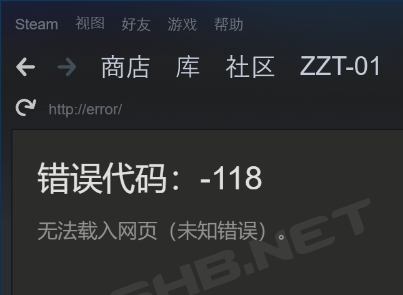 Steam 视图 好友 游戏 帮助
商店 库 社区 ZZT-01
http://error/
错误代码：-118
无法载入网页（未知错误）。
HB.NET